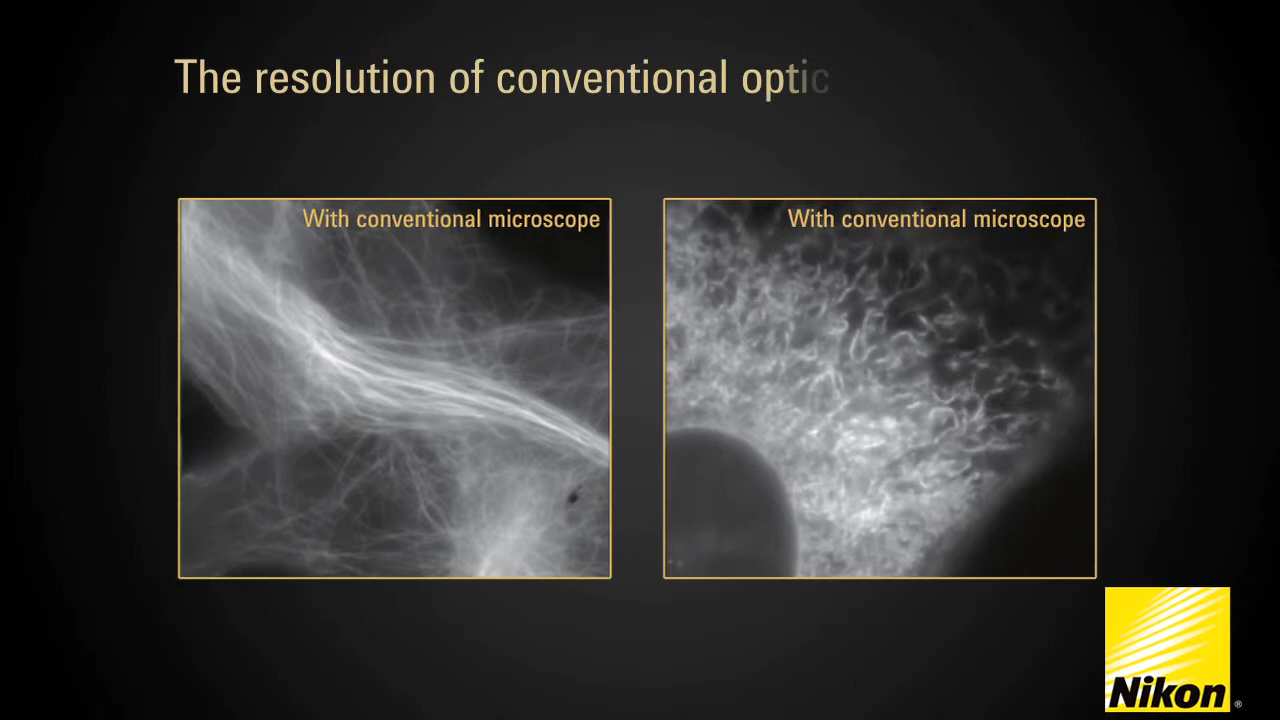 The resolution of conventional optic
With conventional microscope
With conventional microscope
Nikon
®